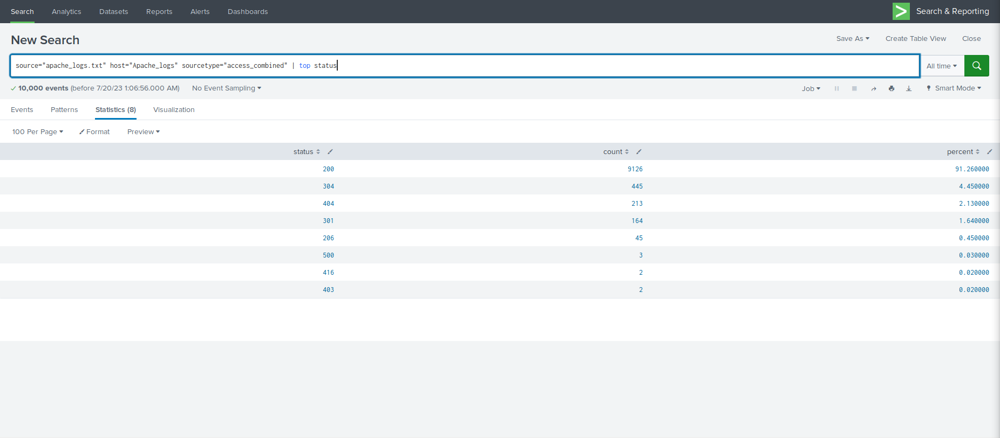 Search Analytics Datasets Reports Alerts Dashboards Search & Reporting
New Search Save As Create Table View Close
source="apache_logs.txt" host="Apache_logs" sourcetype="access_combined" | top status All time
10,000 events (before 7/20/23 1:06:56.000 AM) No Event Sampling Job Smart Mode
Events Patterns Statistics (8) Visualization
100 Per Page Format Preview
status count percent
200 9126 91.260000
304 445 4.450000
404 213 2.130000
301 164 1.640000
206 45 0.450000
500 3 0.030000
416 2 0.020000
403 2 0.020000